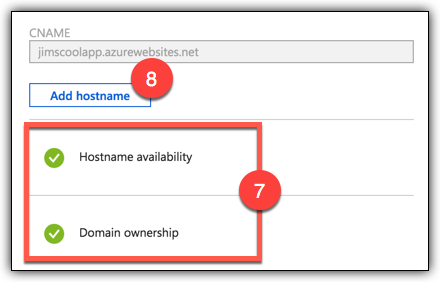 CNAME
jimscoolapp.azurewebsites.net
8
Add hostname
Hostname availability
7
Domain ownership